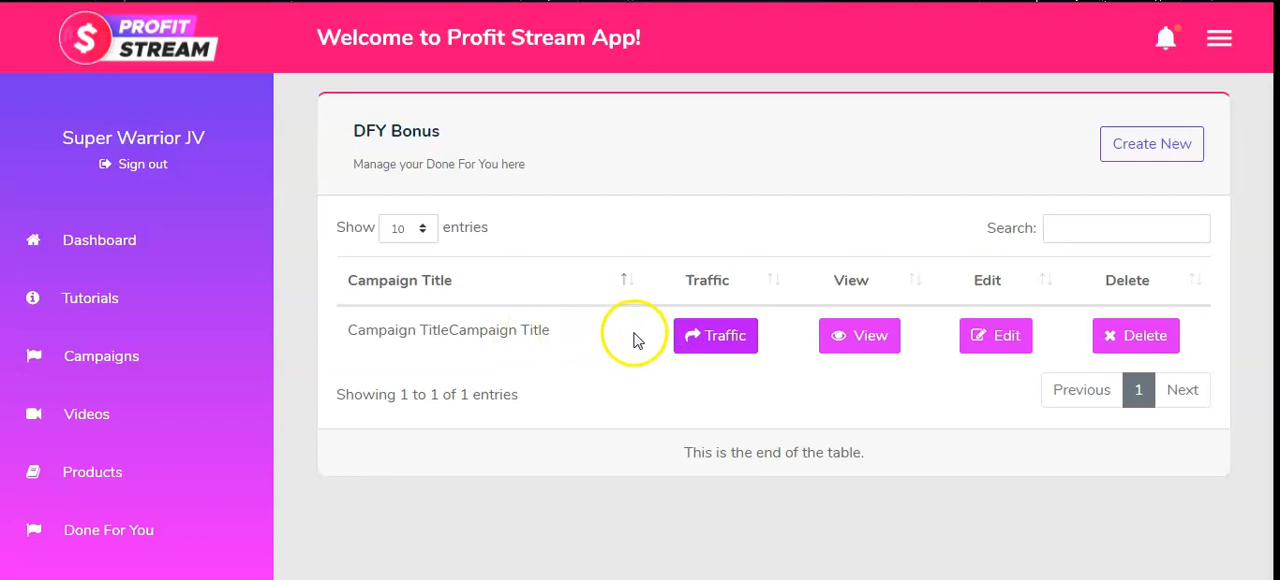 $ PROFIT
STREAM
Welcome to Profit Stream App!
Super Warrior JV
Sign out
Dashboard
Tutorials
Campaigns
Videos
Products
Done For You
DFY Bonus
Manage your Done For You here
Create New
Show 10 entries
Search:
Campaign Title Traffic View Edit Delete
Campaign TitleCampaign Title Traffic View Edit Delete
Showing 1 to 1 of 1 entries
Previous 1 Next
This is the end of the table.